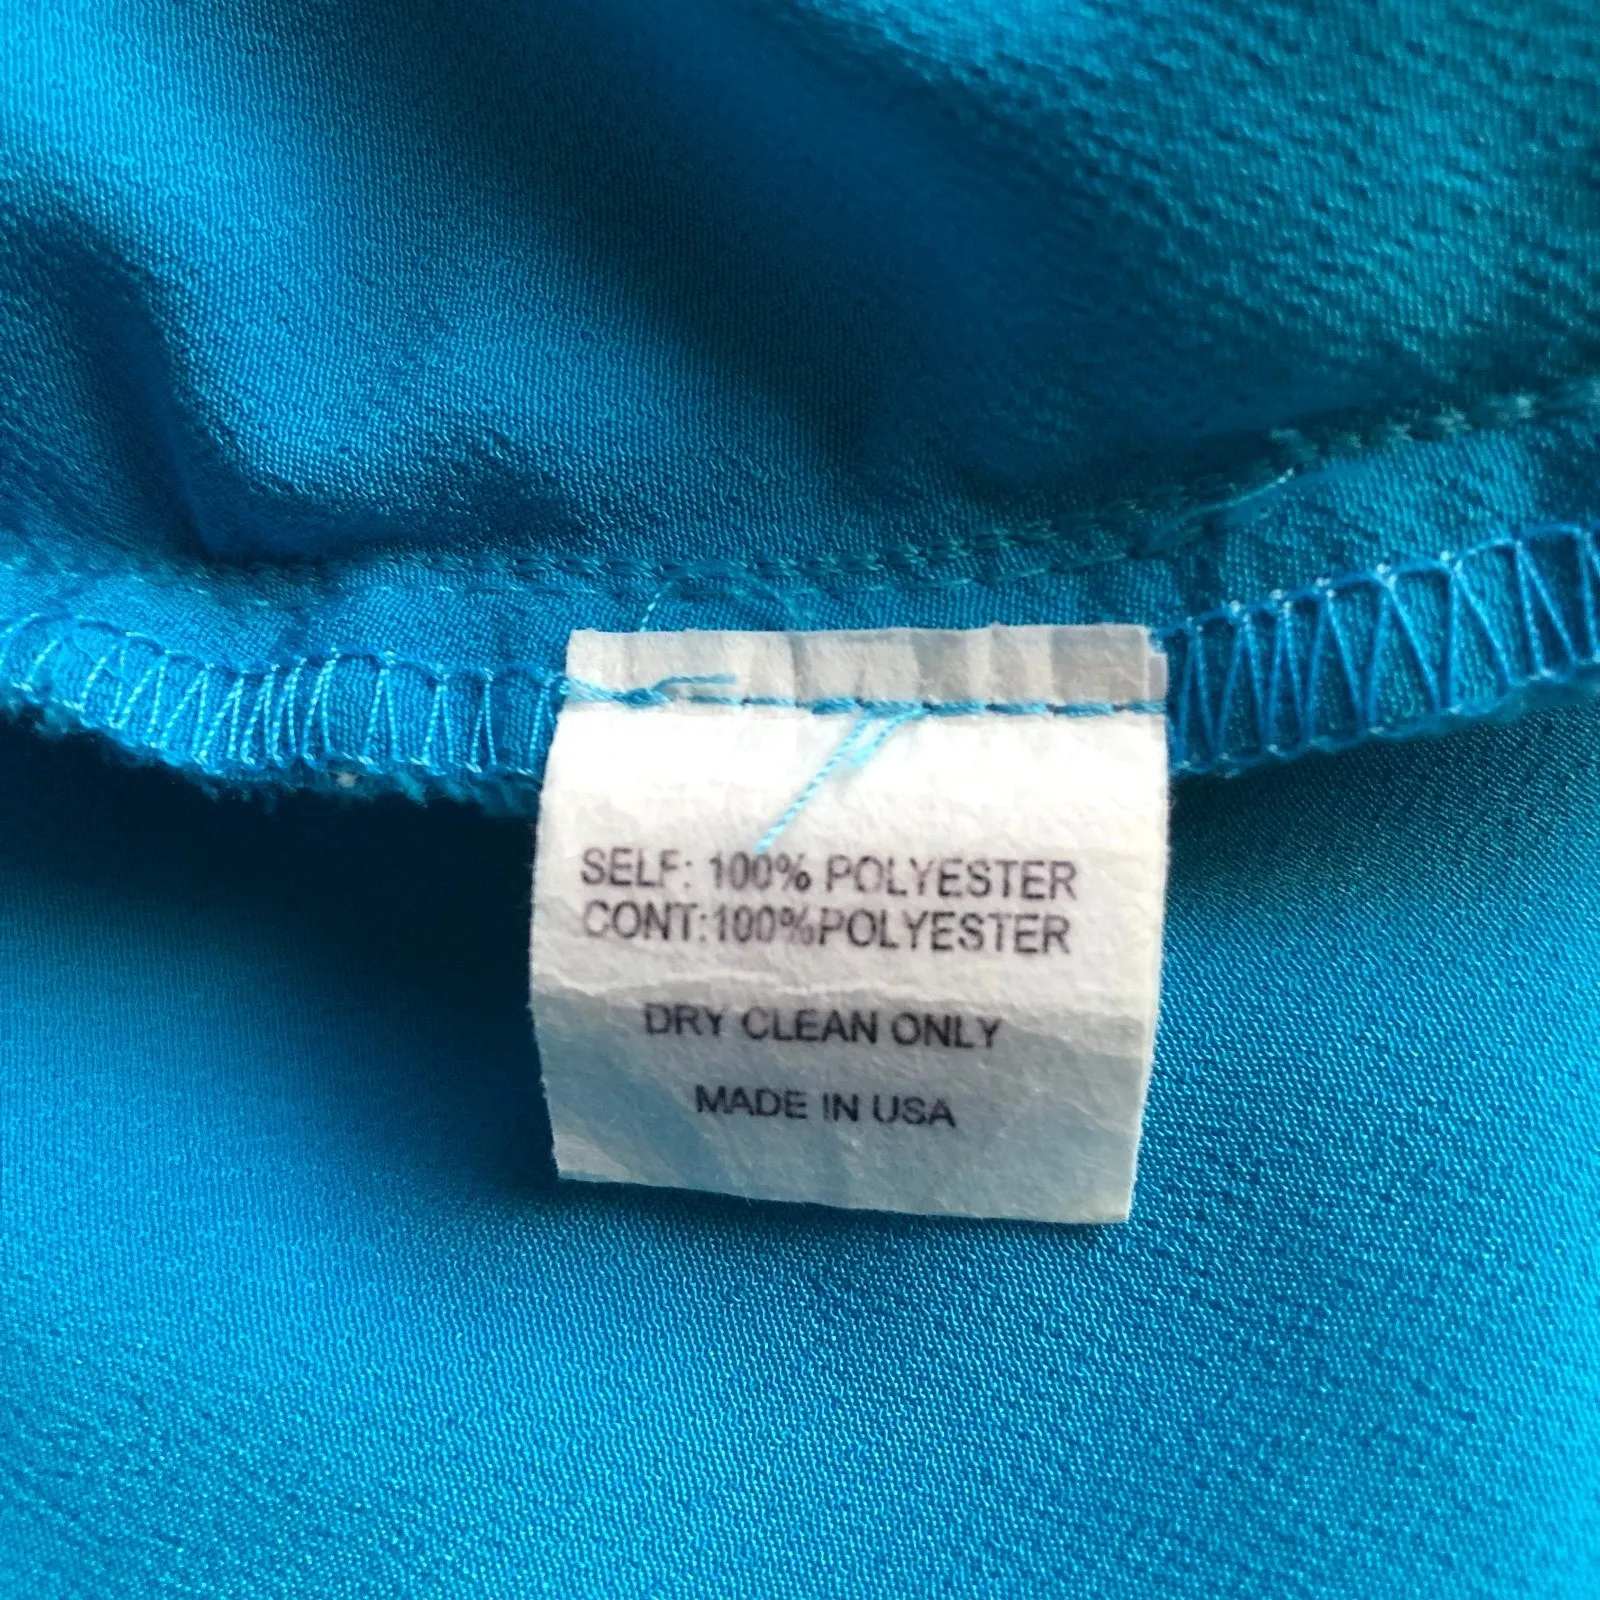 SELF: 100% POLYESTER
CONT:100%POLYESTER
DRY CLEAN ONLY
MADE IN USA